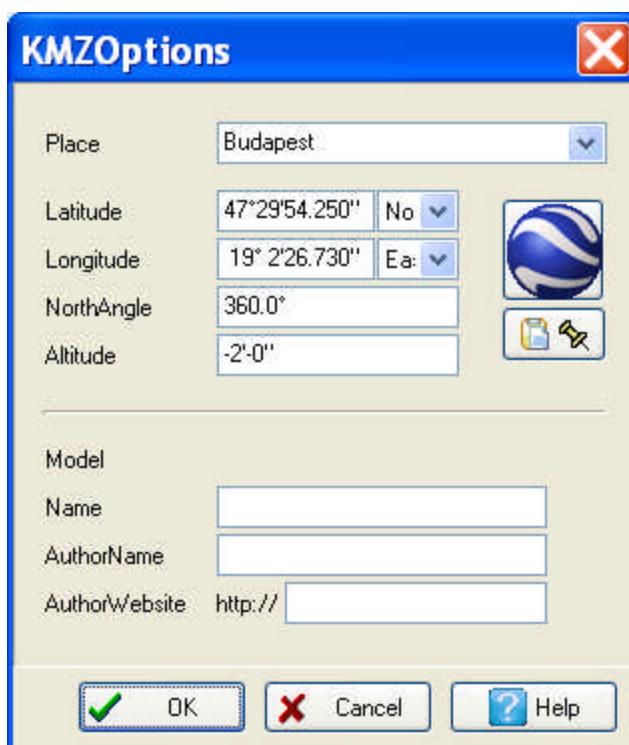 KMZOptions
Place Budapest
Latitude 47°29'54.250'' No
Longitude 19° 2'26.730'' Ea:
NorthAngle 360.0°
Altitude -2'-0''
Model
Name
AuthorName
AuthorWebsite http://
OK Cancel Help